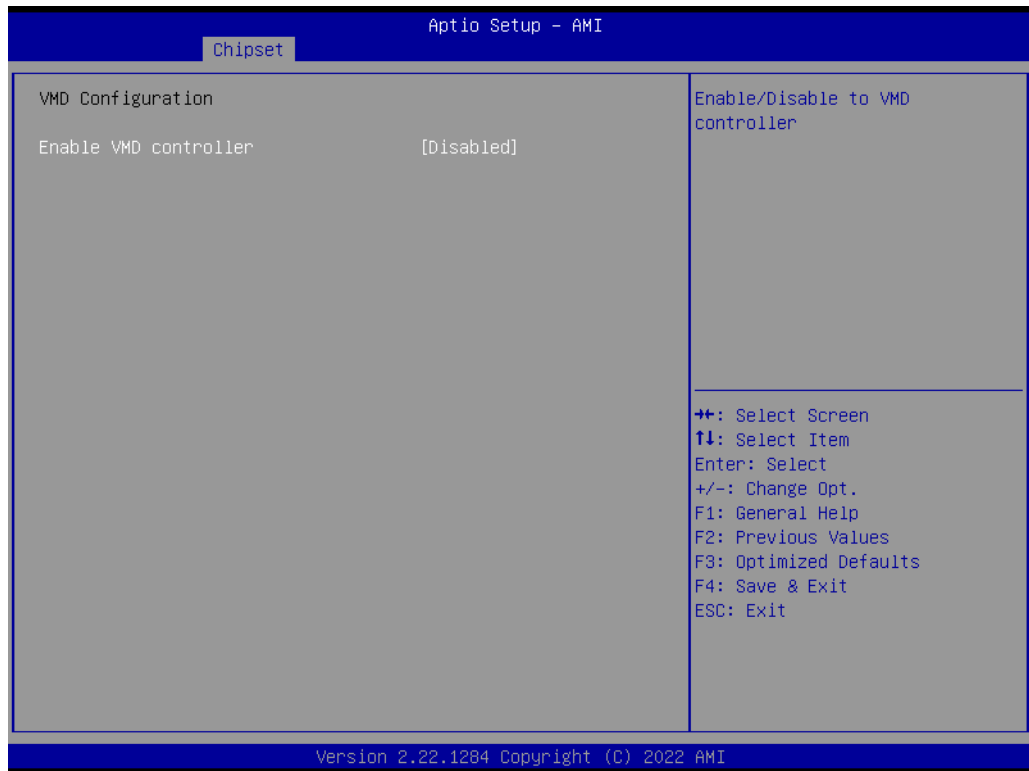 Aptio Setup – AMI
Chipset
VMD Configuration
Enable VMD controller [Disabled]
Enable/Disable to VMD
controller
→←: Select Screen
↑↓: Select Item
Enter: Select
+/-: Change Opt.
F1: General Help
F2: Previous Values
F3: Optimized Defaults
F4: Save & Exit
ESC: Exit
Version 2.22.1284 Copyright (C) 2022 AMI